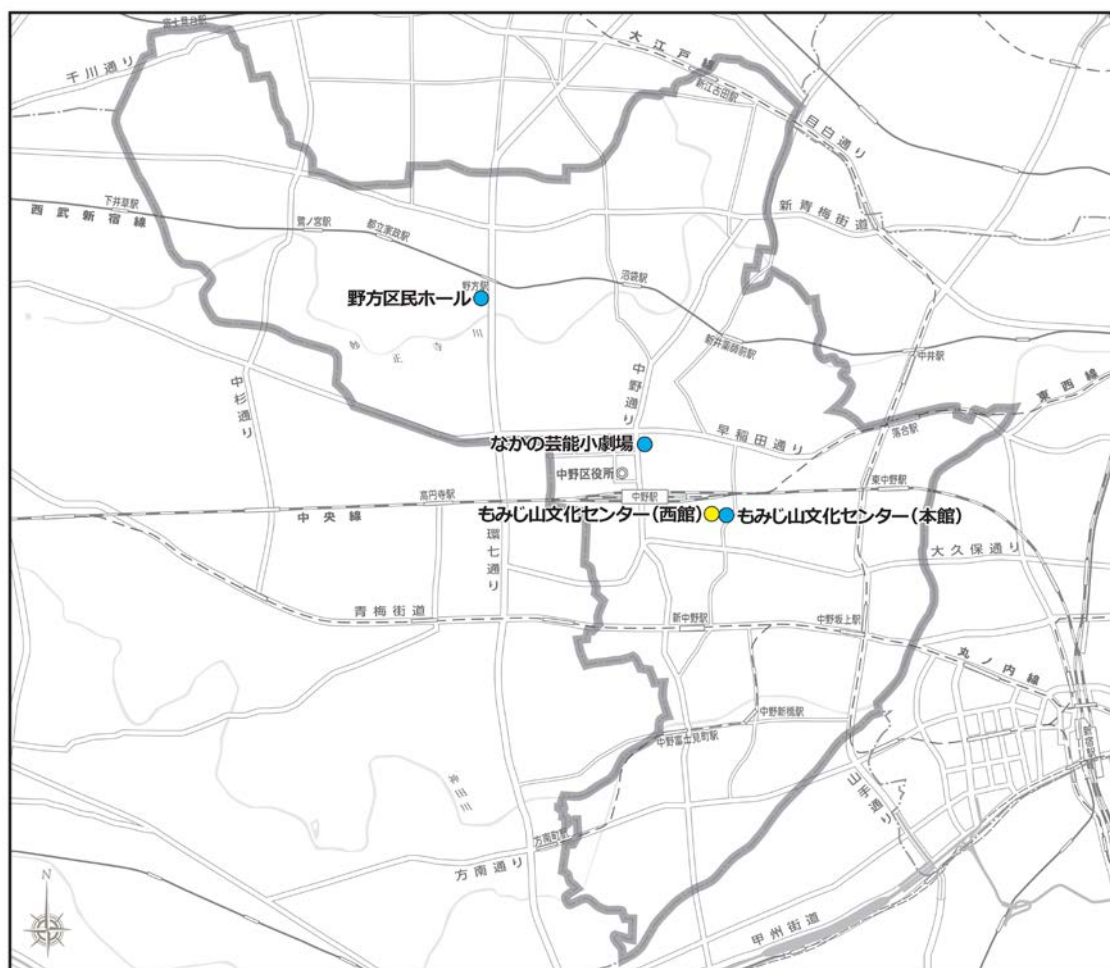 富士見台駅
千川通り
大江戸線
新江古田駅
目白通り
下井草駅
西武新宿線
鷺ノ宮駅
都立家政駅
新青梅街道
野方駅
沼袋駅
野方区民ホール
妙正寺川
新井薬師前駅
中井駅
中杉通り
中野通り
東西線
早稲田通り
落合駅
なかの芸能小劇場
中野区役所
高円寺駅
中野駅
東中野駅
中央線
もみじ山文化センター(西館)
もみじ山文化センター(本館)
環七通り
大久保通り
青梅街道
新中野駅
中野坂上駅
丸ノ内線
中野新橋駅
中野富士見町駅
新宿駅
山手通り
方南町駅
方南通り
甲州街道
N